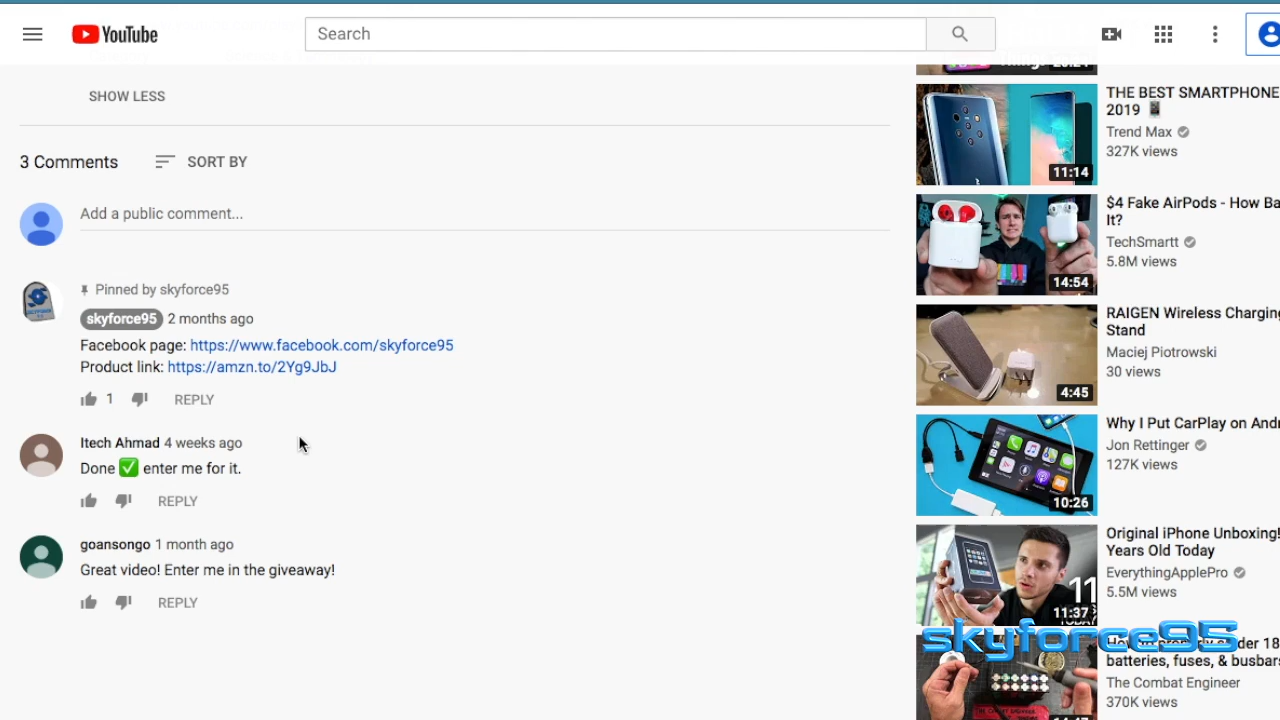 YouTube
Search
SHOW LESS
3 Comments
SORT BY
Add a public comment...
Pinned by skyforce95
skyforce95 2 months ago
Facebook page: https://www.facebook.com/skyforce95
Product link: https://amzn.to/2Yg9JbJ
1 REPLY
Itech Ahmad 4 weeks ago
Done ✅ enter me for it.
REPLY
goansongo 1 month ago
Great video! Enter me in the giveaway!
REPLY
THE BEST SMARTPHONE
2019
Trend Max
327K views
11:14
$4 Fake AirPods - How Ba
It?
TechSmartt
5.8M views
14:54
RAIGEN Wireless Charging
Stand
Maciej Piotrowski
30 views
4:45
Why I Put CarPlay on Andr
Jon Rettinger
127K views
10:26
Original iPhone Unboxing!
Years Old Today
EverythingApplePro
5.5M views
11
11:37
skyforce95
batteries, fuses, & busbars
The Combat Engineer
370K views